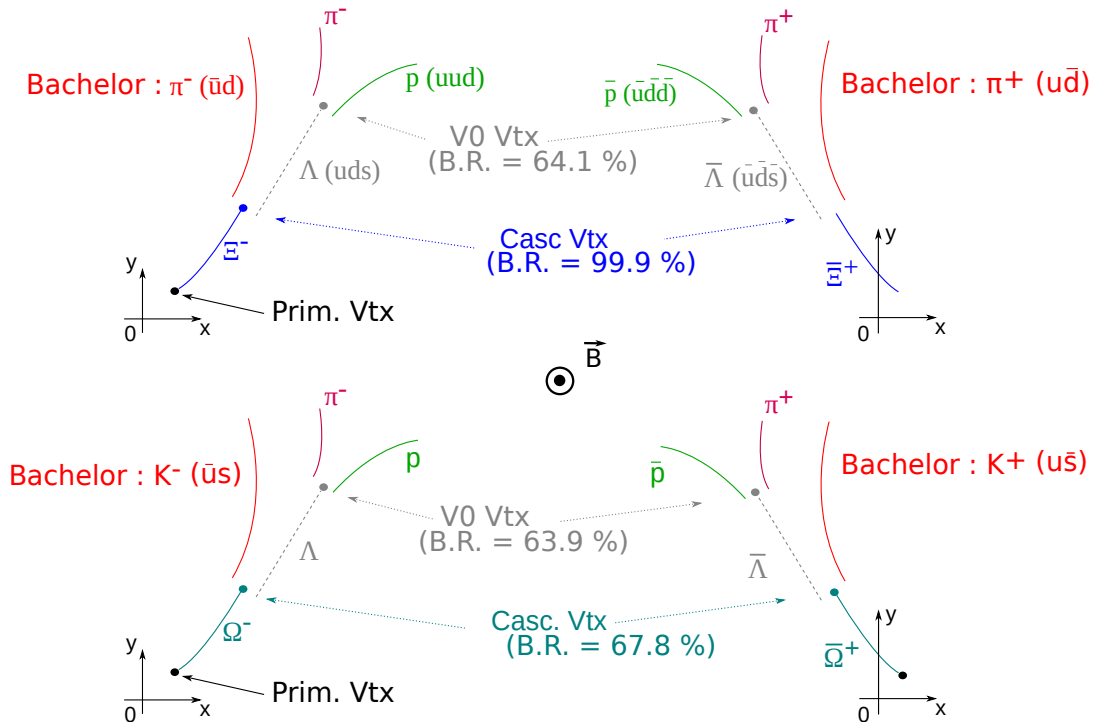 π-
π+
Bachelor : π- (ūd)
p (uud)
p̄ (ūd̄d̄)
Bachelor : π+ (ud̄)
V0 Vtx
(B.R. = 64.1 %)
Λ (uds)
Λ̄ (ūd̄s̄)
Casc Vtx
(B.R. = 99.9 %)
Ξ-
Ξ̄+
y
y
Prim. Vtx
0
x
0
x
B⃗
π-
π+
Bachelor : K- (ūs)
p
p̄
Bachelor : K+ (us̄)
V0 Vtx
(B.R. = 63.9 %)
Λ
Λ̄
Casc. Vtx
(B.R. = 67.8 %)
Ω-
Ω̄+
y
y
Prim. Vtx
0
x
0
x